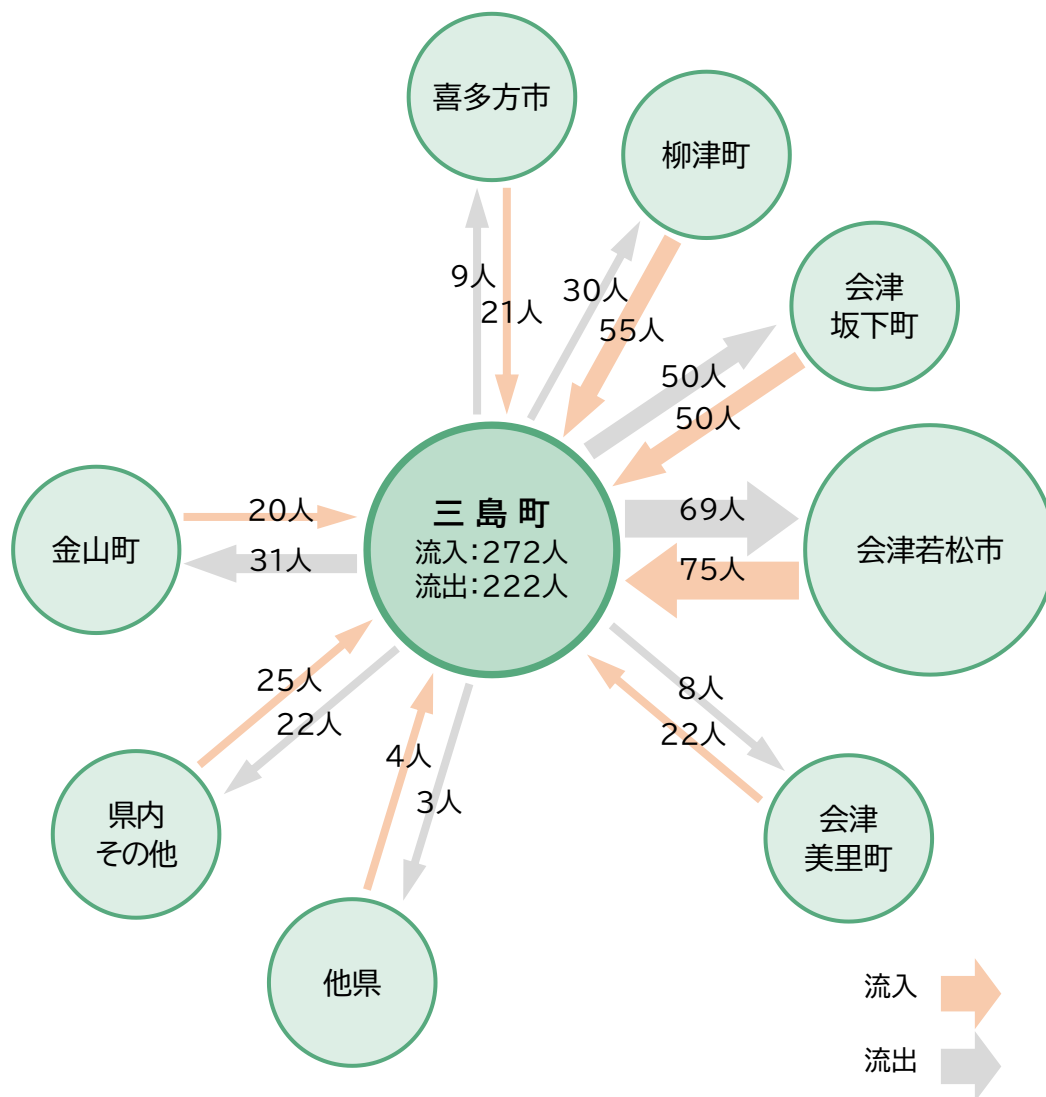 喜多方市
柳津町
会津
坂下町
9人
21人
30人
55人
50人
50人
三島町
流入:272人
流出:222人
69人
75人
会津若松市
20人
31人
金山町
25人
22人
4人
3人
8人
22人
県内
その他
他県
会津
美里町
流入
流出